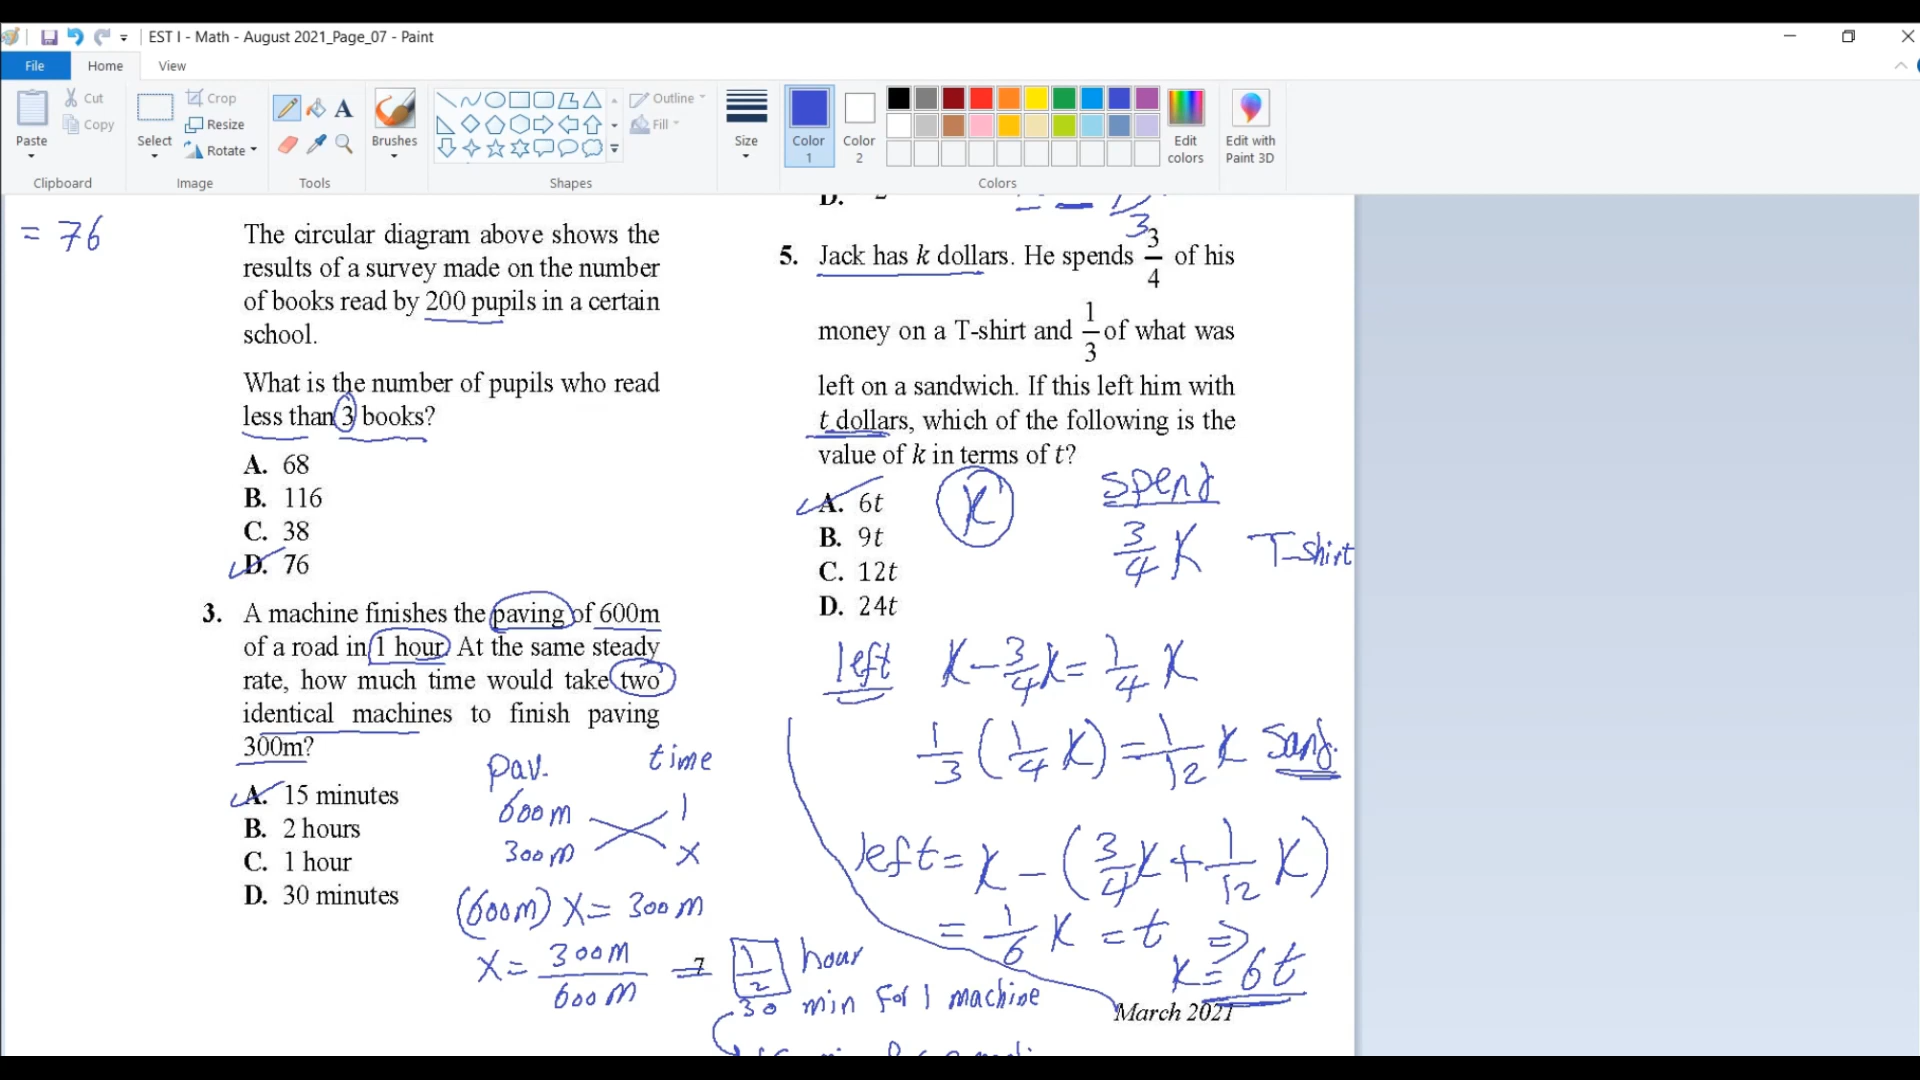 EST I - Math - August 2021_Page_07 - Paint
File
Home
View
Paste
Cut
Copy
Clipboard
Select
Crop
Resize
Rotate
Image
A
Tools
Brushes
Outline
Fill
Shapes
Size
Color
1
Color
2
Edit
colors
Edit with
Paint 3D
Colors
= 76
The circular diagram above shows the
results of a survey made on the number
of books read by 200 pupils in a certain
school.
What is the number of pupils who read
less than 3 books?
A. 68
B. 116
C. 38
D. 76
3. A machine finishes the paving of 600m
of a road in 1 hour. At the same steady
rate, how much time would take two
identical machines to finish paving
300m?
A. 15 minutes
B. 2 hours
C. 1 hour
D. 30 minutes
pav. time
600m 1
300m x
(600m) x = 300m
x = 300m / 600m = 1/2 hour
30 min for 1 machine
D.
5. Jack has k dollars. He spends 3/4 of his
money on a T-shirt and 1/3 of what was
left on a sandwich. If this left him with
t dollars, which of the following is the
value of k in terms of t?
A. 6t
B. 9t
C. 12t
D. 24t
K
spend
3/4 K T-shirt
left K - 3/4 K = 1/4 K
1/3 (1/4 K) = 1/12 K Sand.
left = K - (3/4 K + 1/12 K)
= 1/6 K = t ⇒
K = 6t
March 2021